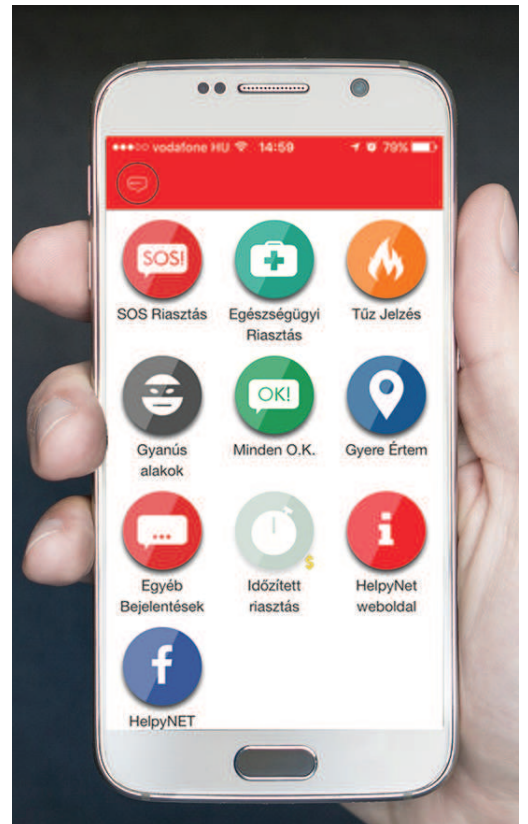 vodafone HU 14:59 79%
SOS!
SOS Riasztás
Egészségügyi
Riasztás
Tűz Jelzés
OK!
Gyanús
alakok
Minden O.K.
Gyere Értem
i
Egyéb
Bejelentések
Időzített
riasztás
$
HelpyNet
weboldal
f
HelpyNET